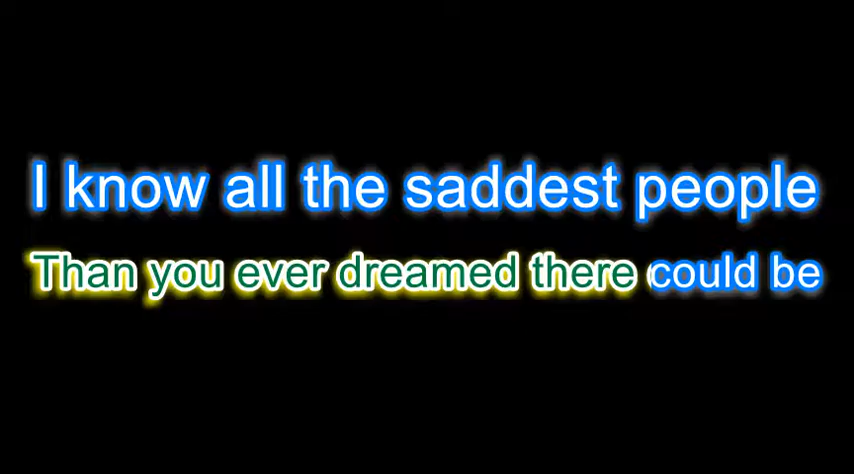 I know all the saddest people
Than you ever dreamed there could be